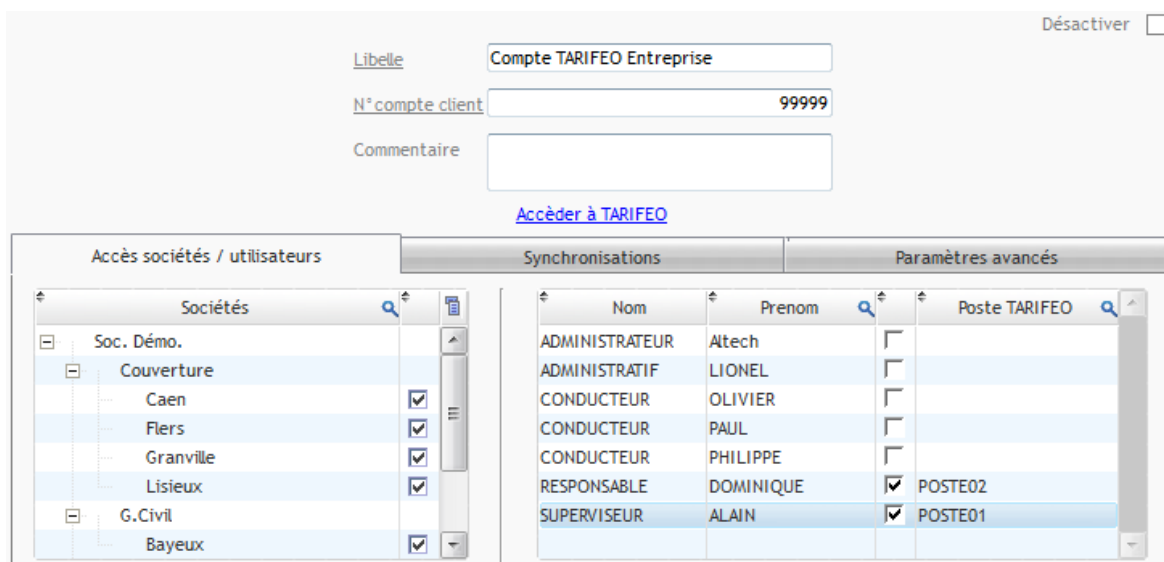 Désactiver
Libelle Compte TARIFEO Entreprise
N° compte client 99999
Commentaire
Accèder à TARIFEO
Accès sociétés / utilisateurs Synchronisations Paramètres avancés
Sociétés Nom Prenom Poste TARIFEO
Soc. Démo. ADMINISTRATEUR Altech
Couverture ADMINISTRATIF LIONEL
Caen CONDUCTEUR OLIVIER
Flers CONDUCTEUR PAUL
Granville CONDUCTEUR PHILIPPE
Lisieux RESPONSABLE DOMINIQUE POSTE02
G.Civil SUPERVISEUR ALAIN POSTE01
Bayeux